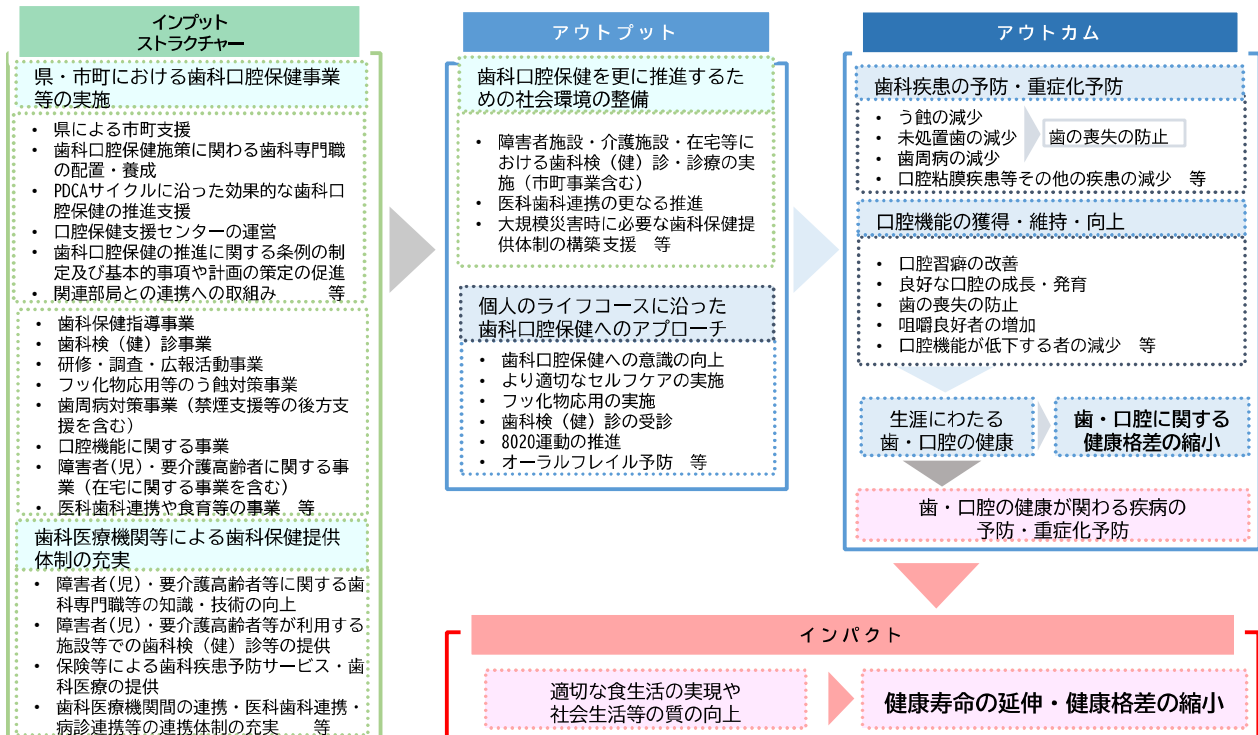 インプット
ストラクチャー
県・市町における歯科口腔保健事業
等の実施
• 県による市町支援
• 歯科口腔保健施策に関わる歯科専門職
の配置・養成
• PDCAサイクルに沿った効果的な歯科口
腔保健の推進支援
• 口腔保健支援センターの運営
• 歯科口腔保健の推進に関する条例の制
定及び基本的事項や計画の策定の促進
• 関連部局との連携への取組み 等
• 歯科保健指導事業
• 歯科検（健）診事業
• 研修・調査・広報活動事業
• フッ化物応用等のう蝕対策事業
• 歯周病対策事業（禁煙支援等の後方支
援を含む）
• 口腔機能に関する事業
• 障害者(児)・要介護高齢者に関する事
業（在宅に関する事業を含む）
• 医科歯科連携や食育等の事業 等
歯科医療機関等による歯科保健提供
体制の充実
• 障害者(児)・要介護高齢者等に関する歯
科専門職等の知識・技術の向上
• 障害者(児)・要介護高齢者等が利用する
施設等での歯科検（健）診等の提供
• 保険等による歯科疾患予防サービス・歯
科医療の提供
• 歯科医療機関間の連携・医科歯科連携・
病診連携等の連携体制の充実 等
アウトプット
歯科口腔保健を更に推進するた
めの社会環境の整備
• 障害者施設・介護施設・在宅等に
おける歯科検（健）診・診療の実
施（市町事業含む）
• 医科歯科連携の更なる推進
• 大規模災害時に必要な歯科保健提
供体制の構築支援 等
個人のライフコースに沿った
歯科口腔保健へのアプローチ
• 歯科口腔保健への意識の向上
• より適切なセルフケアの実施
• フッ化物応用の実施
• 歯科検（健）診の受診
• 8020運動の推進
• オーラルフレイル予防 等
アウトカム
歯科疾患の予防・重症化予防
• う蝕の減少
• 未処置歯の減少
• 歯周病の減少
• 口腔粘膜疾患等その他の疾患の減少 等
歯の喪失の防止
口腔機能の獲得・維持・向上
• 口腔習癖の改善
• 良好な口腔の成長・発育
• 歯の喪失の防止
• 咀嚼良好者の増加
• 口腔機能が低下する者の減少 等
生涯にわたる
歯・口腔の健康
歯・口腔に関する
健康格差の縮小
歯・口腔の健康が関わる疾病の
予防・重症化予防
インパクト
適切な食生活の実現や
社会生活等の質の向上
健康寿命の延伸・健康格差の縮小